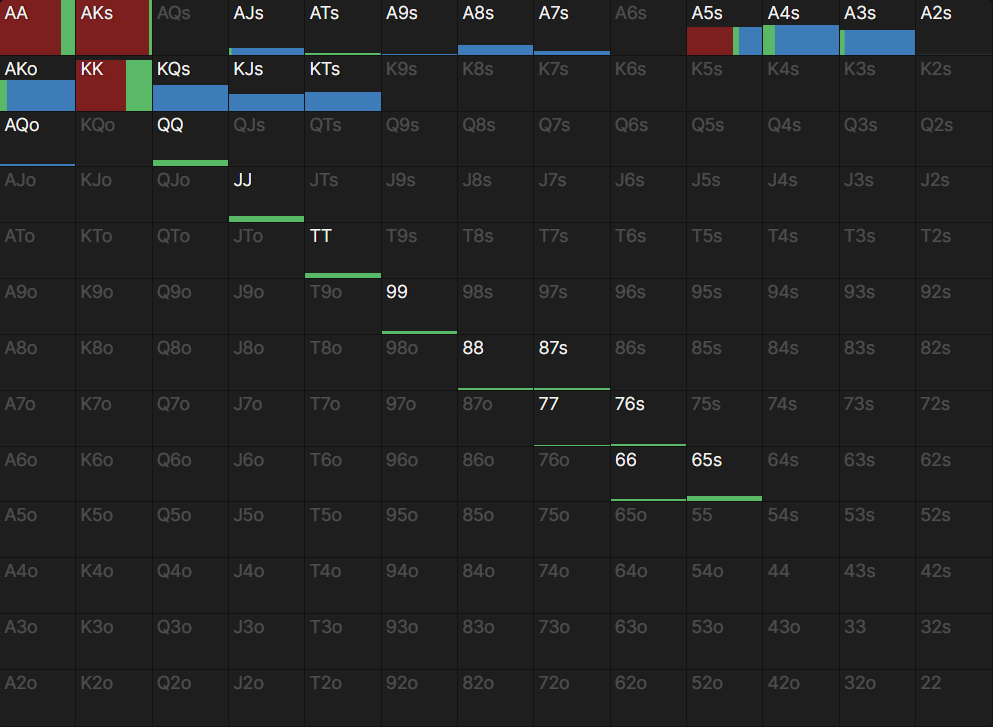 AA AKs AQs AJs ATs A9s A8s A7s A6s A5s A4s A3s A2s
AKo KK KQs KJs KTs K9s K8s K7s K6s K5s K4s K3s K2s
AQo KQo QQ QJs QTs Q9s Q8s Q7s Q6s Q5s Q4s Q3s Q2s
AJo KJo QJo JJ JTs J9s J8s J7s J6s J5s J4s J3s J2s
ATo KTo QTo JTo TT T9s T8s T7s T6s T5s T4s T3s T2s
A9o K9o Q9o J9o T9o 99 98s 97s 96s 95s 94s 93s 92s
A8o K8o Q8o J8o T8o 98o 88 87s 86s 85s 84s 83s 82s
A7o K7o Q7o J7o T7o 97o 87o 77 76s 75s 74s 73s 72s
A6o K6o Q6o J6o T6o 96o 86o 76o 66 65s 64s 63s 62s
A5o K5o Q5o J5o T5o 95o 85o 75o 65o 55 54s 53s 52s
A4o K4o Q4o J4o T4o 94o 84o 74o 64o 54o 44 43s 42s
A3o K3o Q3o J3o T3o 93o 83o 73o 63o 53o 43o 33 32s
A2o K2o Q2o J2o T2o 92o 82o 72o 62o 52o 42o 32o 22